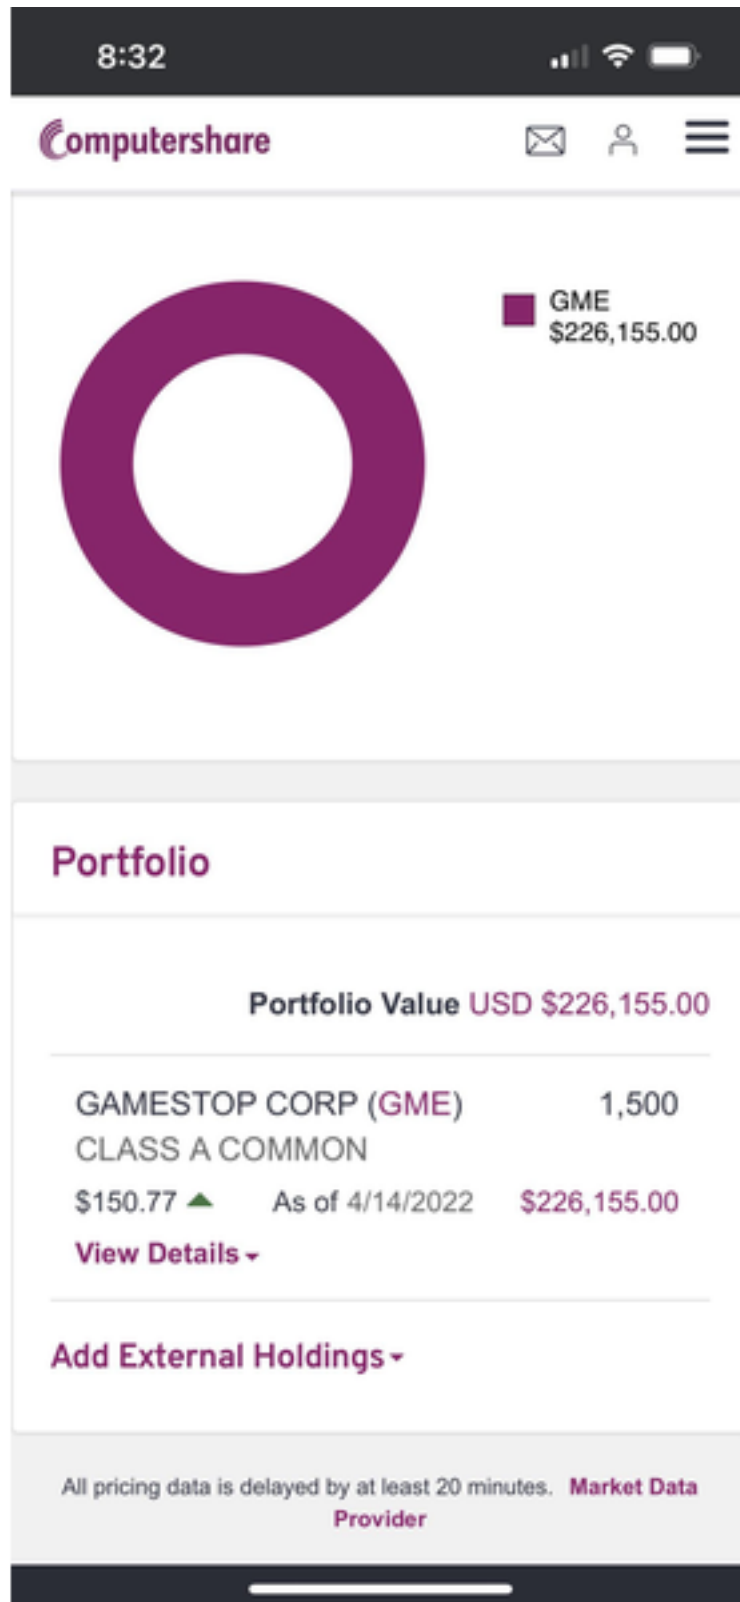 8:32
Computershare
GME
$226,155.00
Portfolio
Portfolio Value USD $226,155.00
GAMESTOP CORP (GME) 1,500
CLASS A COMMON
$150.77 As of 4/14/2022 $226,155.00
View Details
Add External Holdings
All pricing data is delayed by at least 20 minutes. Market Data
Provider